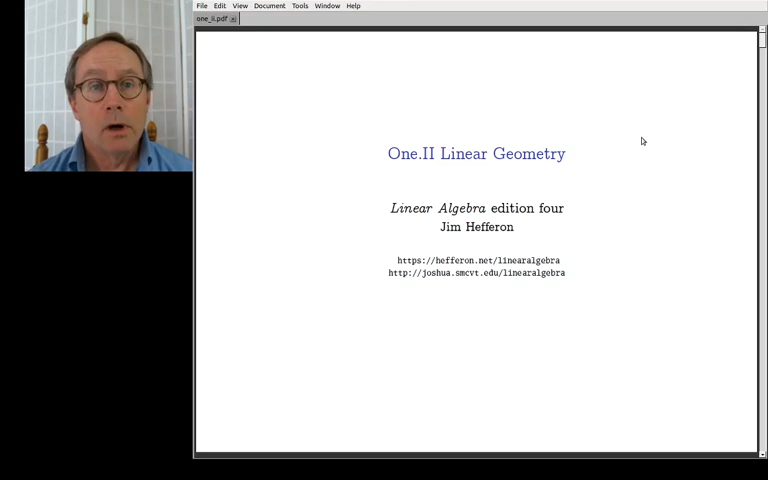 File Edit View Document Tools Window Help
one_ii.pdf
One.II Linear Geometry
Linear Algebra edition four
Jim Hefferon
https://hefferon.net/linearalgebra
http://joshua.smcvt.edu/linearalgebra